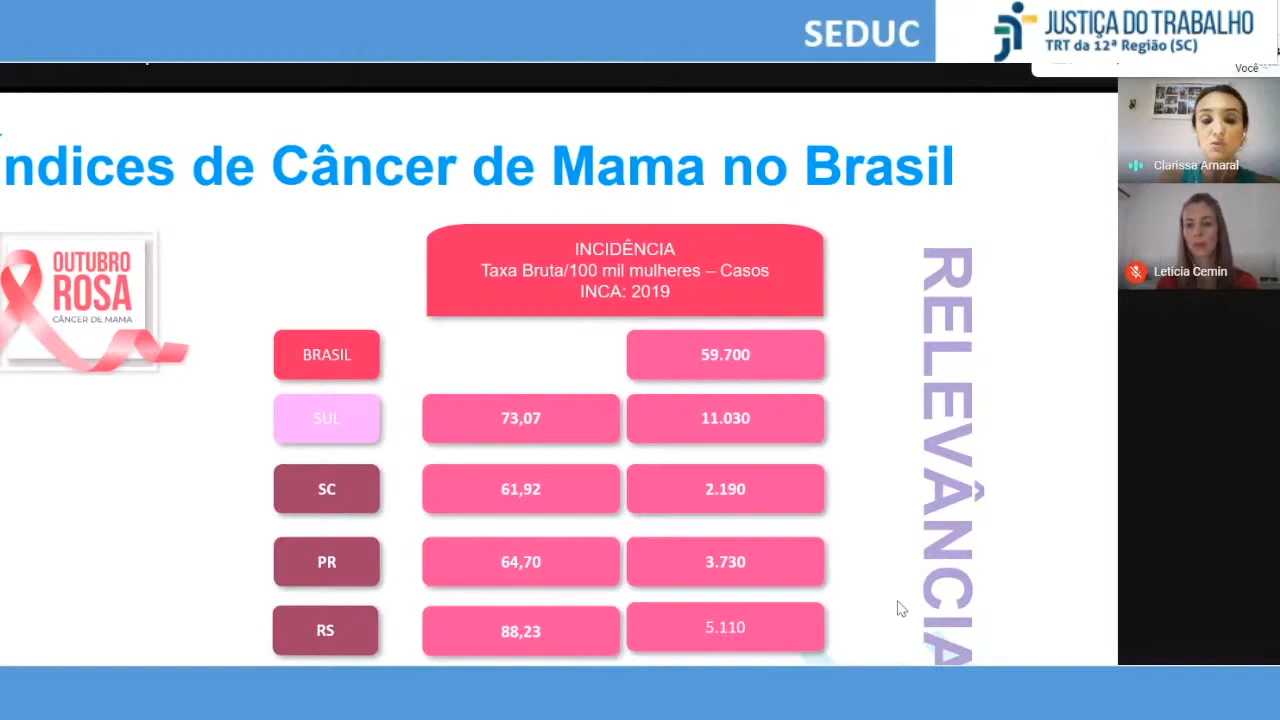 SEDUC
JUSTIÇA DO TRABALHO
TRT da 12ª Região (SC)
Você
Clarissa Amaral
Leticia Cemin
Índices de Câncer de Mama no Brasil
OUTUBRO
ROSA
CÂNCER DE MAMA
INCIDÊNCIA
Taxa Bruta/100 mil mulheres – Casos
INCA: 2019
BRASIL
59.700
SUL
73,07
11.030
SC
61,92
2.190
PR
64,70
3.730
RS
88,23
5.110
RELEVÂNCIA